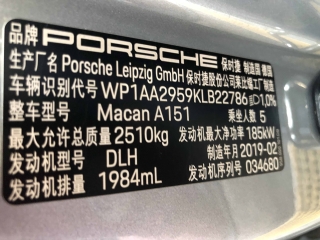 品牌 PORSCHE 保时捷 制造国 德国
生产厂名 Porsche Leipzig GmbH 保时捷股份公司莱比锡工厂制造
车辆识别代号 WP1AA2959KLB22786
整车型号 Macan A151 乘坐人数 5
最大允许总质量 2510kg 发动机最大净功率 185kW
发动机型号 DLH 制造年月 2019-02
发动机排量 1984mL 发动机序列号 034680